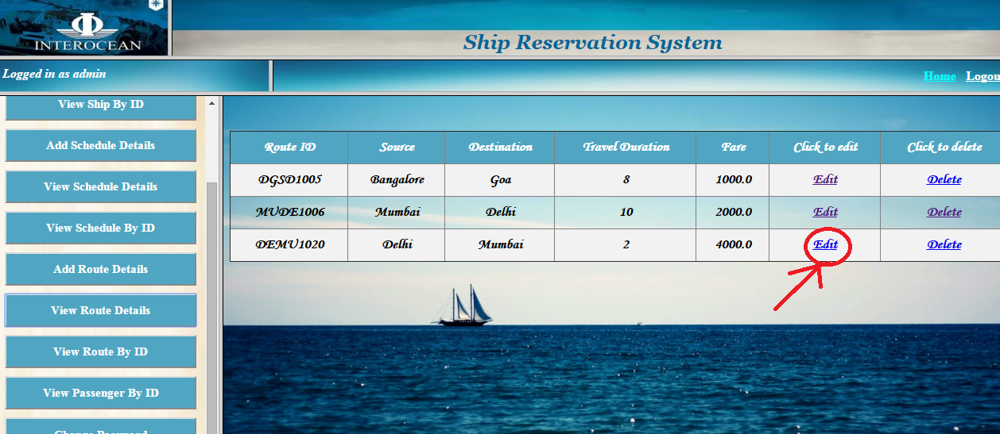 INTEROCEAN
Ship Reservation System
Logged in as admin
Home Logou
View Ship By ID
Add Schedule Details
View Schedule Details
View Schedule By ID
Add Route Details
View Route Details
View Route By ID
View Passenger By ID
Change Password
Route ID Source Destination Travel Duration Fare Click to edit Click to delete
DGSD1005 Bangalore Goa 8 1000.0 Edit Delete
MUDE1006 Mumbai Delhi 10 2000.0 Edit Delete
DEMU1020 Delhi Mumbai 2 4000.0 Edit Delete